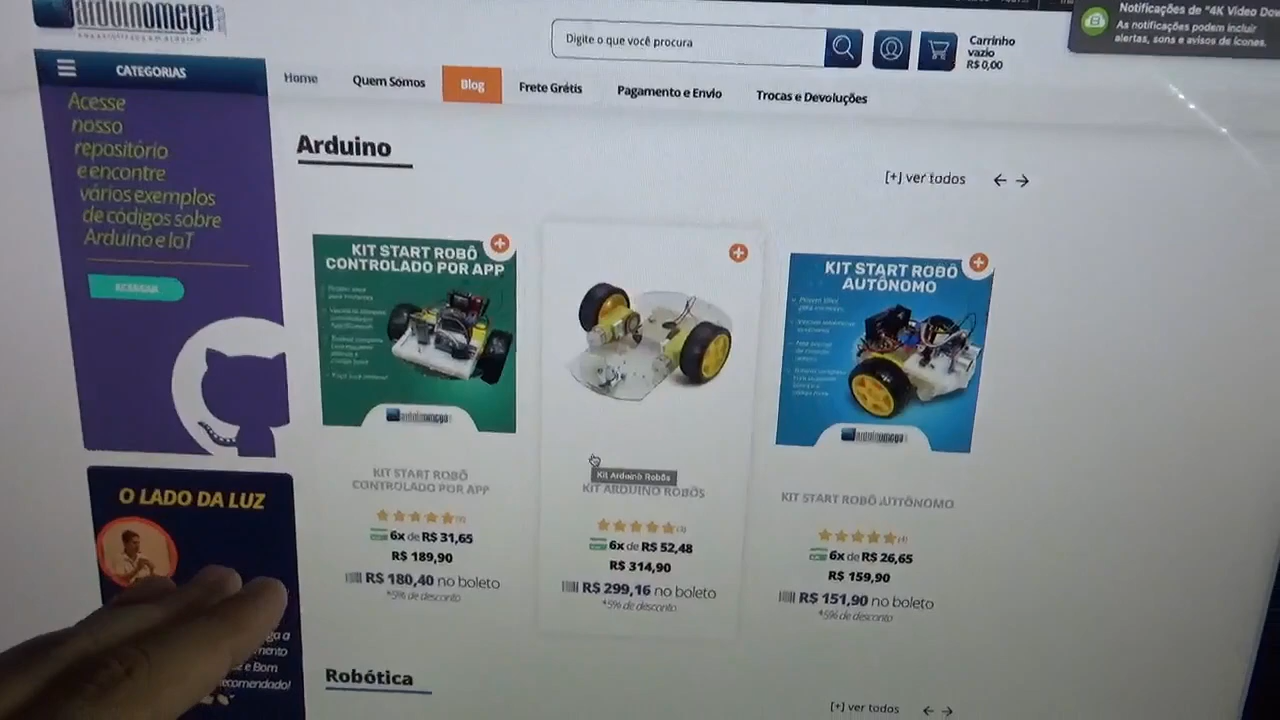 arduinomega
Notificações de "4K Video Dow
As notificações podem incluir
alertas, sons e avisos de ícones.
Digite o que você procura
Carrinho
vazio
R$ 0,00
CATEGORIAS
Home
Quem Somos
Blog
Frete Grátis
Pagamento e Envio
Trocas e Devoluções
Acesse
nosso
repositório
e encontre
vários exemplos
de códigos sobre
Arduino e IoT
ACESSAR
O LADO DA LUZ
Arduino
[+] ver todos
KIT START ROBÔ
CONTROLADO POR APP
arduinomega
KIT START ROBÔ
CONTROLADO POR APP
6x de R$ 31,65
R$ 189,90
R$ 180,40 no boleto
*5% de desconto
Kit Arduino Robôs
KIT ARDUINO ROBÔS
6x de R$ 52,48
R$ 314,90
R$ 299,16 no boleto
*5% de desconto
KIT START ROBÔ
AUTÔNOMO
arduinomega
KIT START ROBÔ AUTÔNOMO
(4)
6x de R$ 26,65
R$ 159,90
R$ 151,90 no boleto
*5% de desconto
Robótica
[+] ver todos